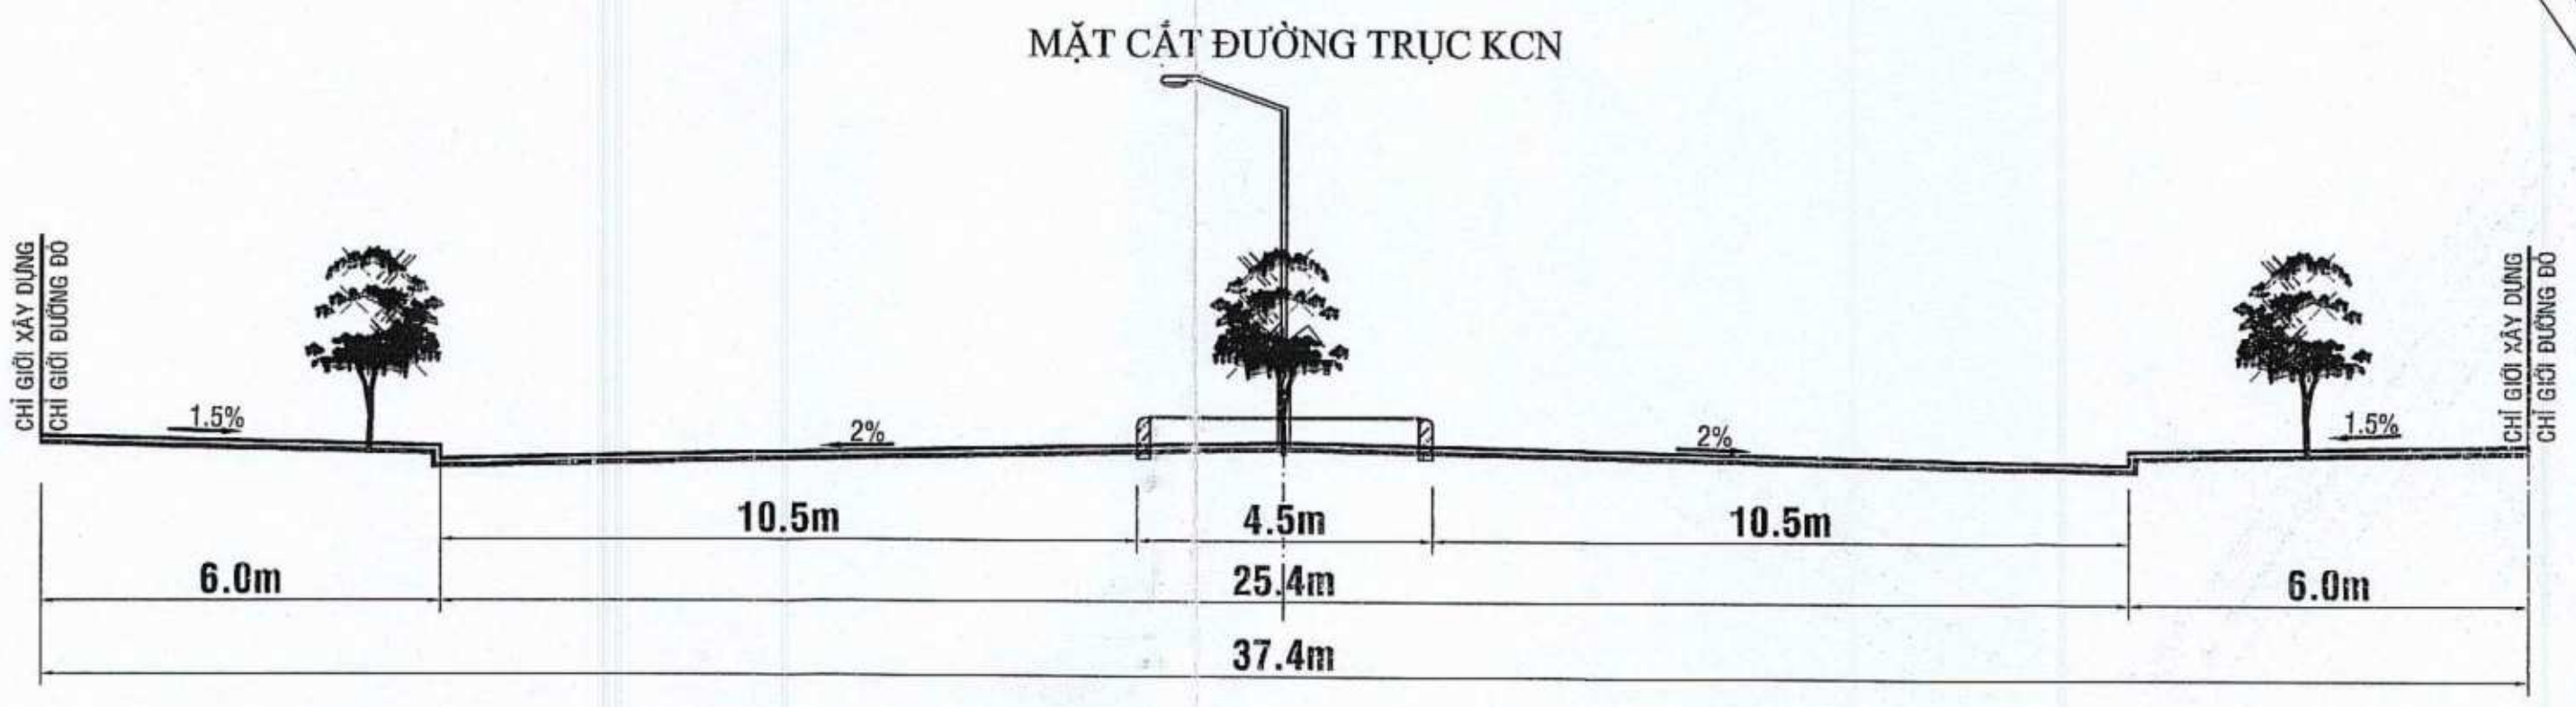 MẶT CẮT ĐƯỜNG TRỤC KCN
CHỈ GIỚI XÂY DỰNG
CHỈ GIỚI ĐƯỜNG ĐỎ
CHỈ GIỚI XÂY DỰNG
CHỈ GIỚI ĐƯỜNG ĐỎ
1.5%
2%
2%
1.5%
10.5m
4.5m
10.5m
6.0m
25.4m
6.0m
37.4m